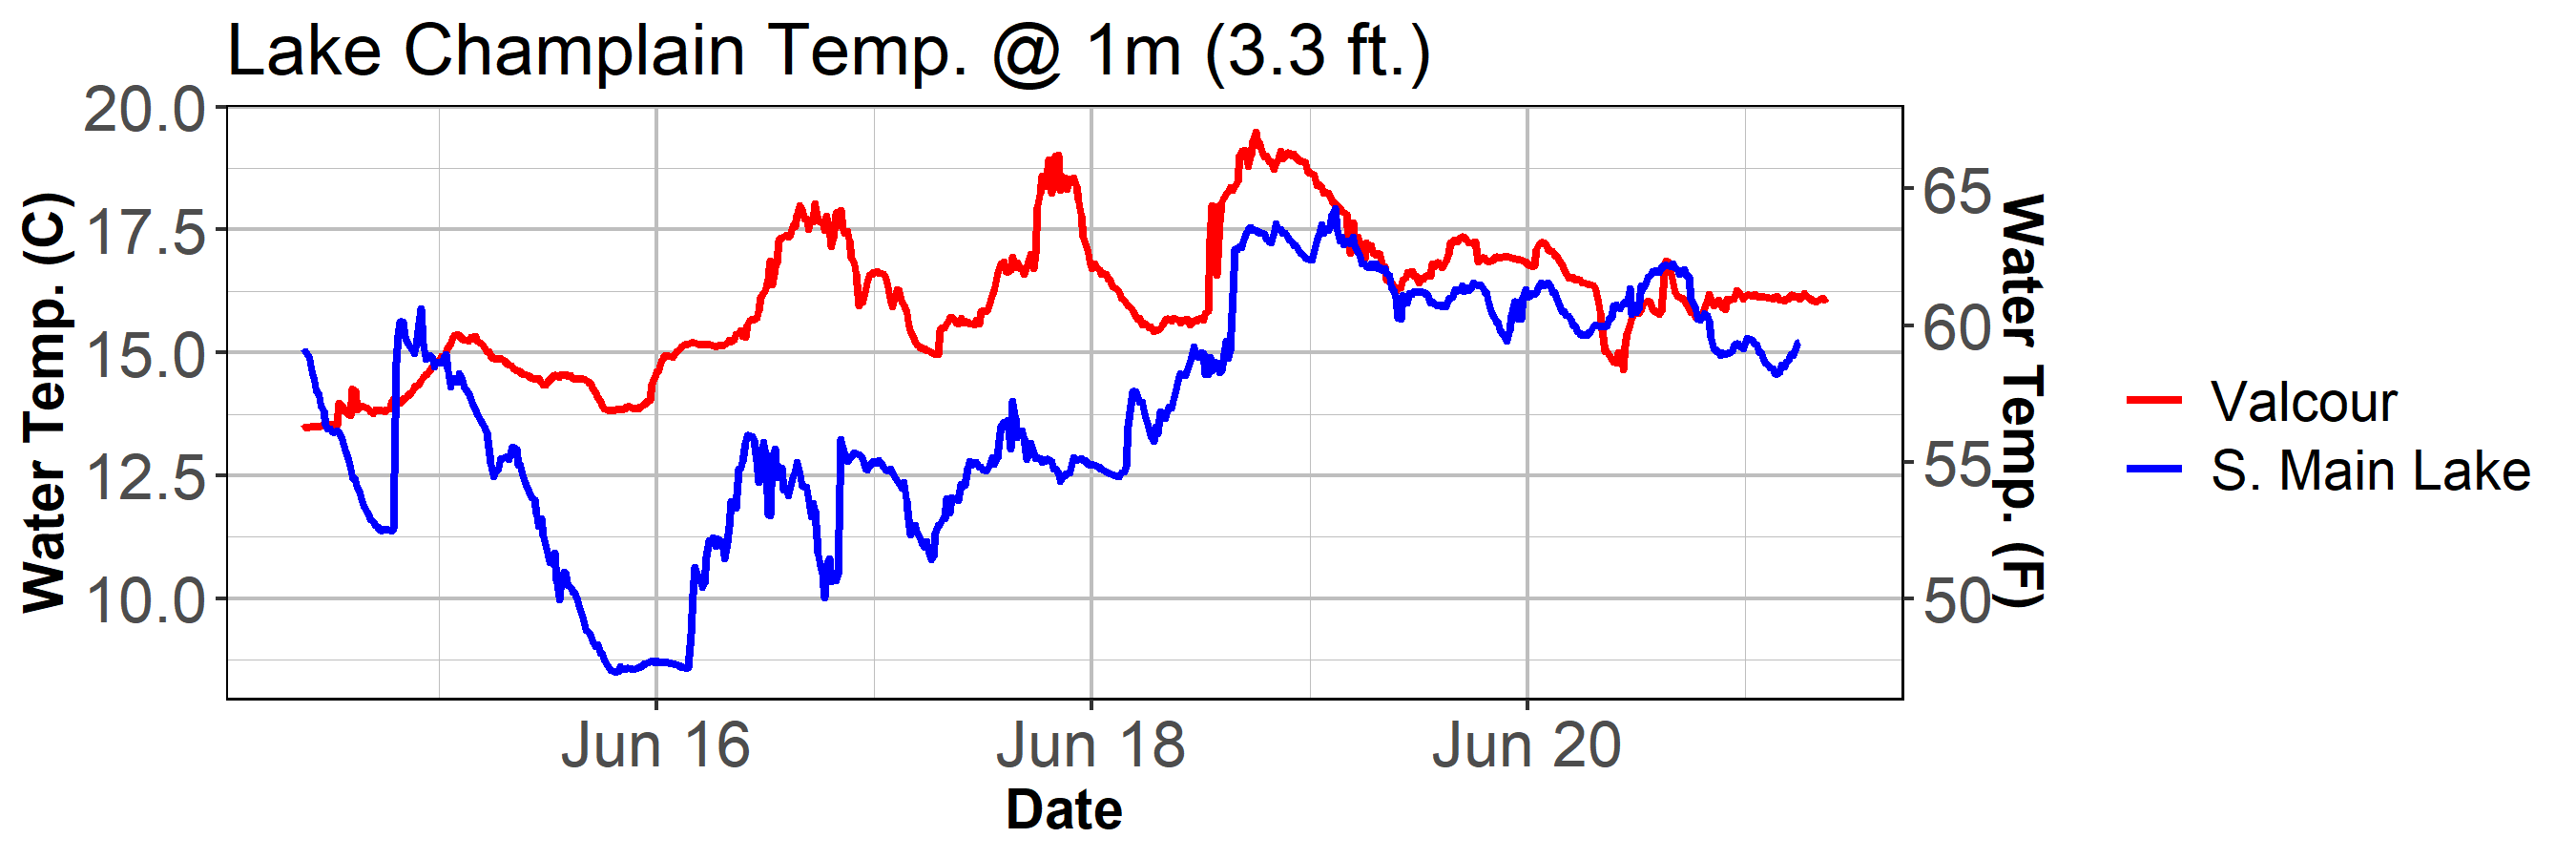 Lake Champlain Temp. @ 1m (3.3 ft.)
Water Temp. (C)
20.0
17.5
15.0
12.5
10.0
65
60
55
50
Water Temp. (F)
Jun 16
Jun 18
Jun 20
Date
Valcour
S. Main Lake